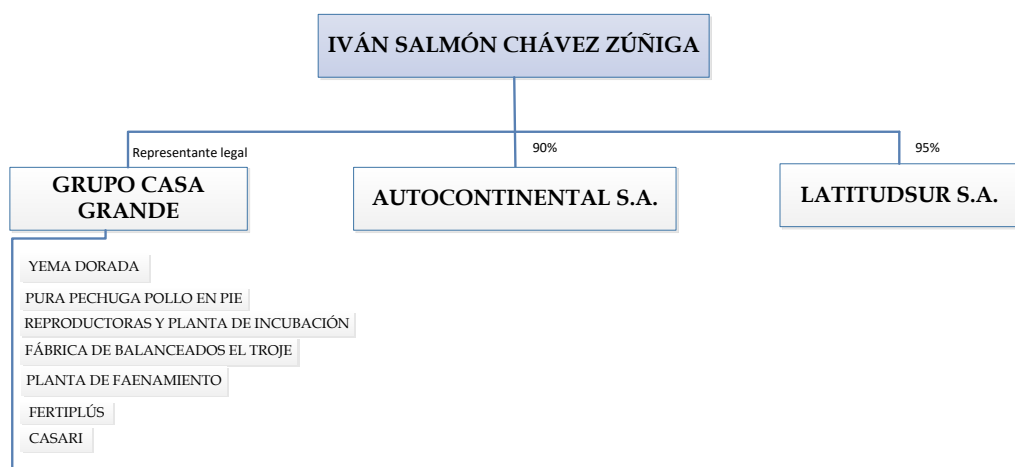 IVÁN SALMÓN CHÁVEZ ZÚÑIGA
Representante legal
90%
95%
GRUPO CASA
GRANDE
AUTOCONTINENTAL S.A.
LATITUDSUR S.A.
YEMA DORADA
PURA PECHUGA POLLO EN PIE
REPRODUCTORAS Y PLANTA DE INCUBACIÓN
FÁBRICA DE BALANCEADOS EL TROJE
PLANTA DE FAENAMIENTO
FERTIPLÚS
CASARI